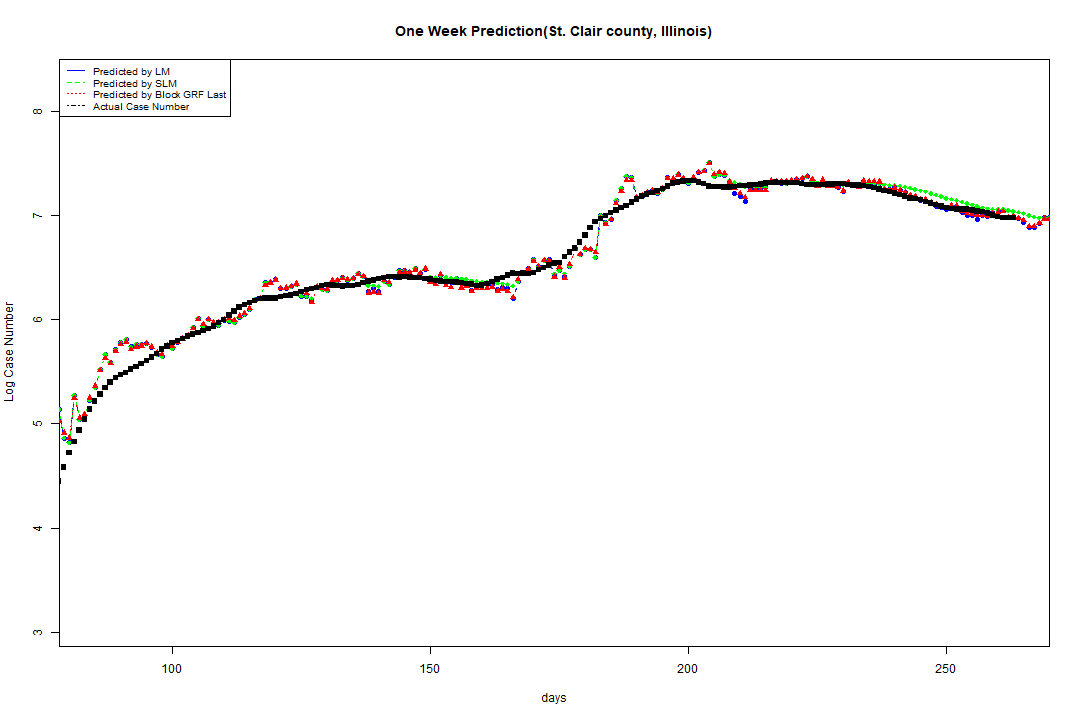 One Week Prediction(St. Clair county, Illinois)
Predicted by LM
Predicted by SLM
Predicted by Block GRF Last
Actual Case Number
8
7
6
5
4
3
Log Case Number
100
150
200
250
days